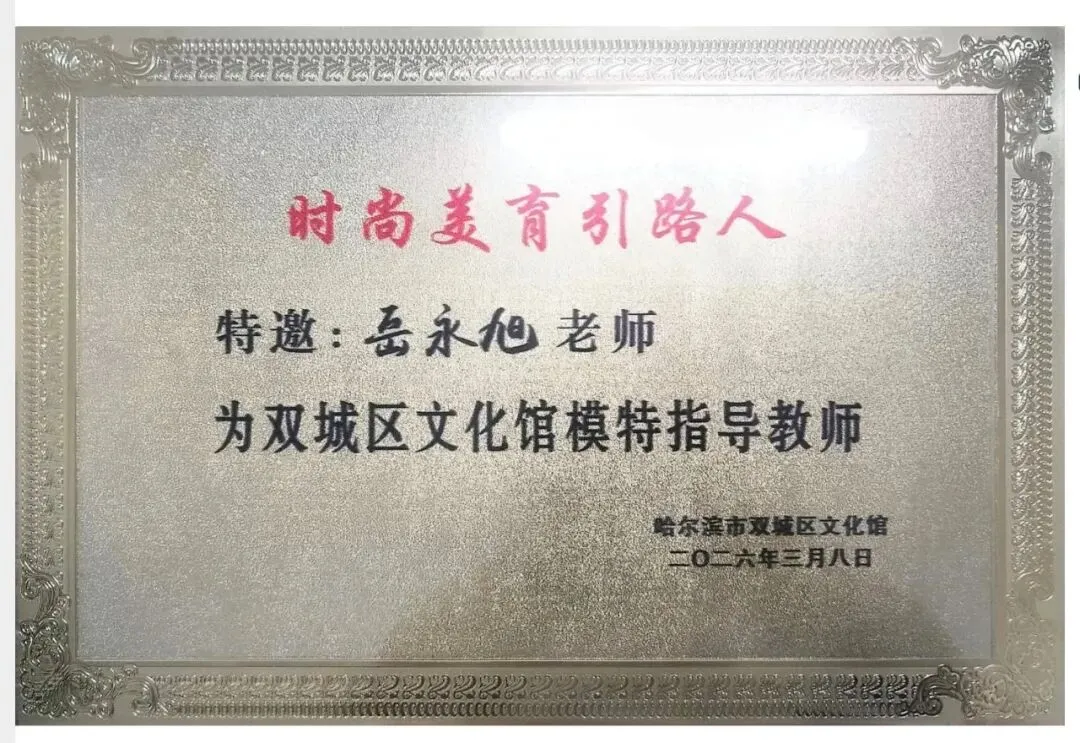 时尚美育引路人
特邀：岳永旭 老师
为双城区文化馆模特指导教师
哈尔滨市双城区文化馆
二〇二六年三月八日